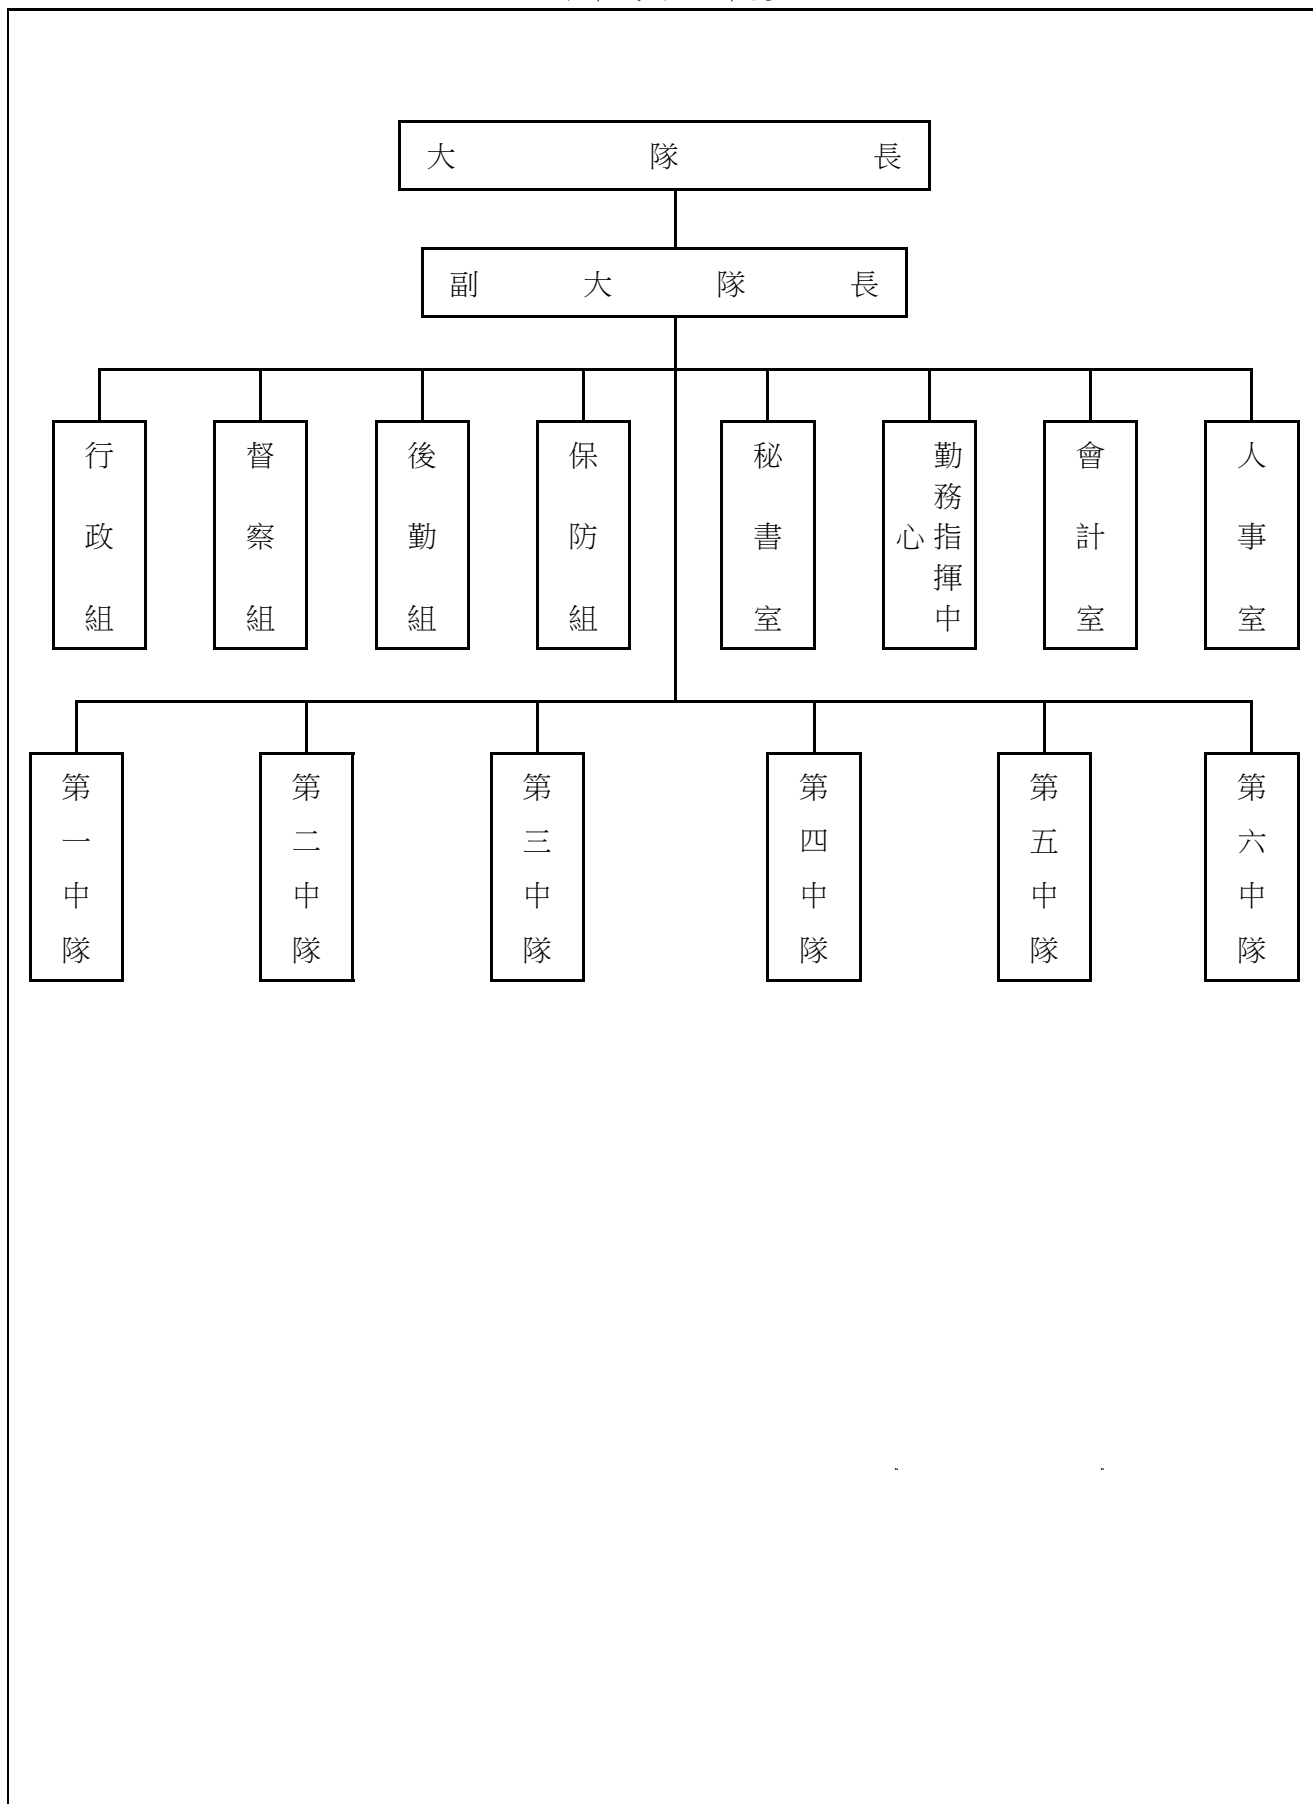 大隊長
副大隊長
行政組
督察組
後勤組
保防組
秘書室
勤務指揮中心
會計室
人事室
第一中隊
第二中隊
第三中隊
第四中隊
第五中隊
第六中隊